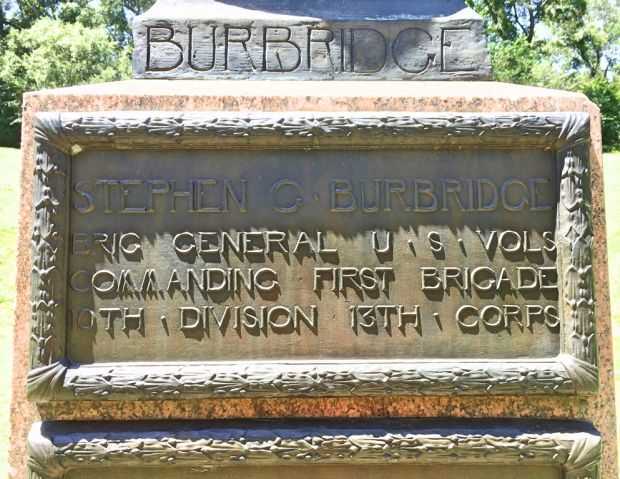 BURBRIDGE
STEPHEN G · BURBRIDGE
BRIG GENERAL U · S · VOLS
COMMANDING FIRST BRIGADE
10TH · DIVISION 13TH · CORPS